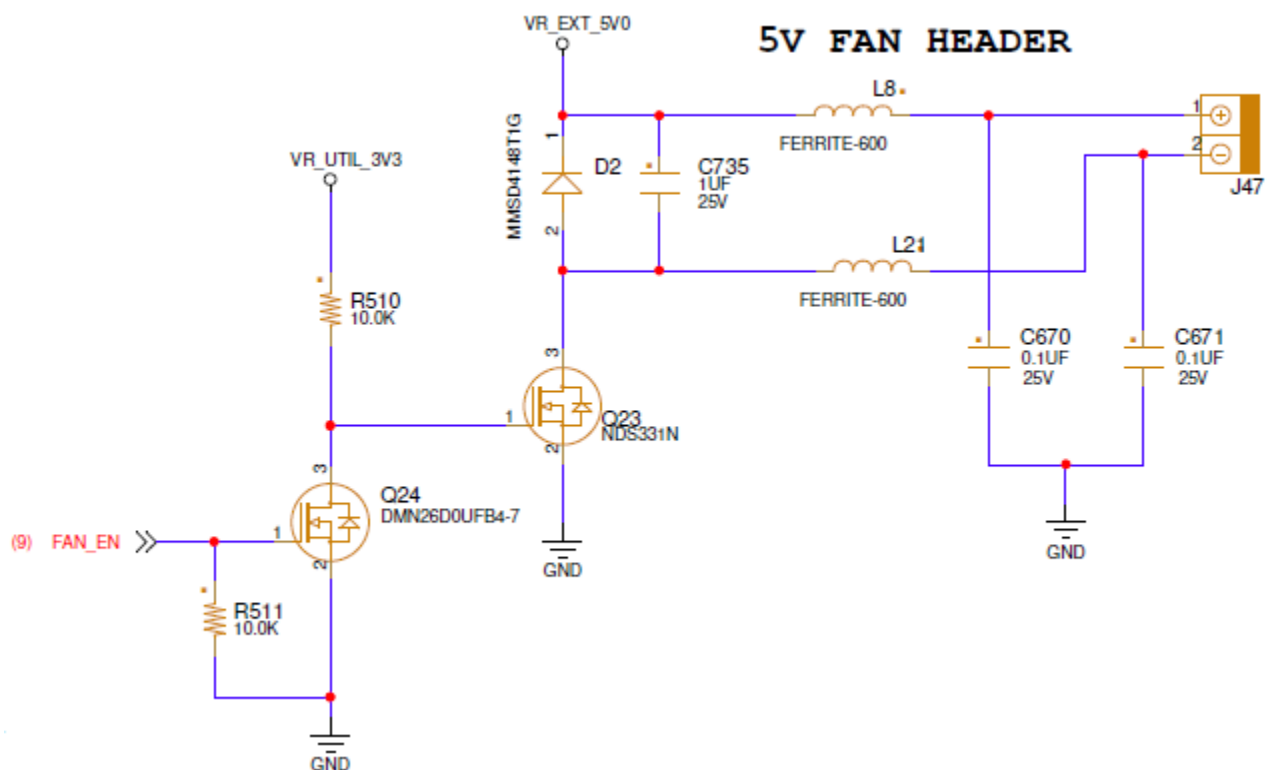 VR_EXT_5V0
5V FAN HEADER
L8
FERRITE-600
1
2
J47
MMSD4148T1G
1
2
D2
C735
1UF
25V
VR_UTIL_3V3
L21
FERRITE-600
R510
10.0K
C670
0.1UF
25V
C671
0.1UF
25V
3
1
2
Q23
NDS331N
GND
GND
3
1
2
Q24
DMN26D0UFB4-7
(9) FAN_EN
R511
10.0K
GND